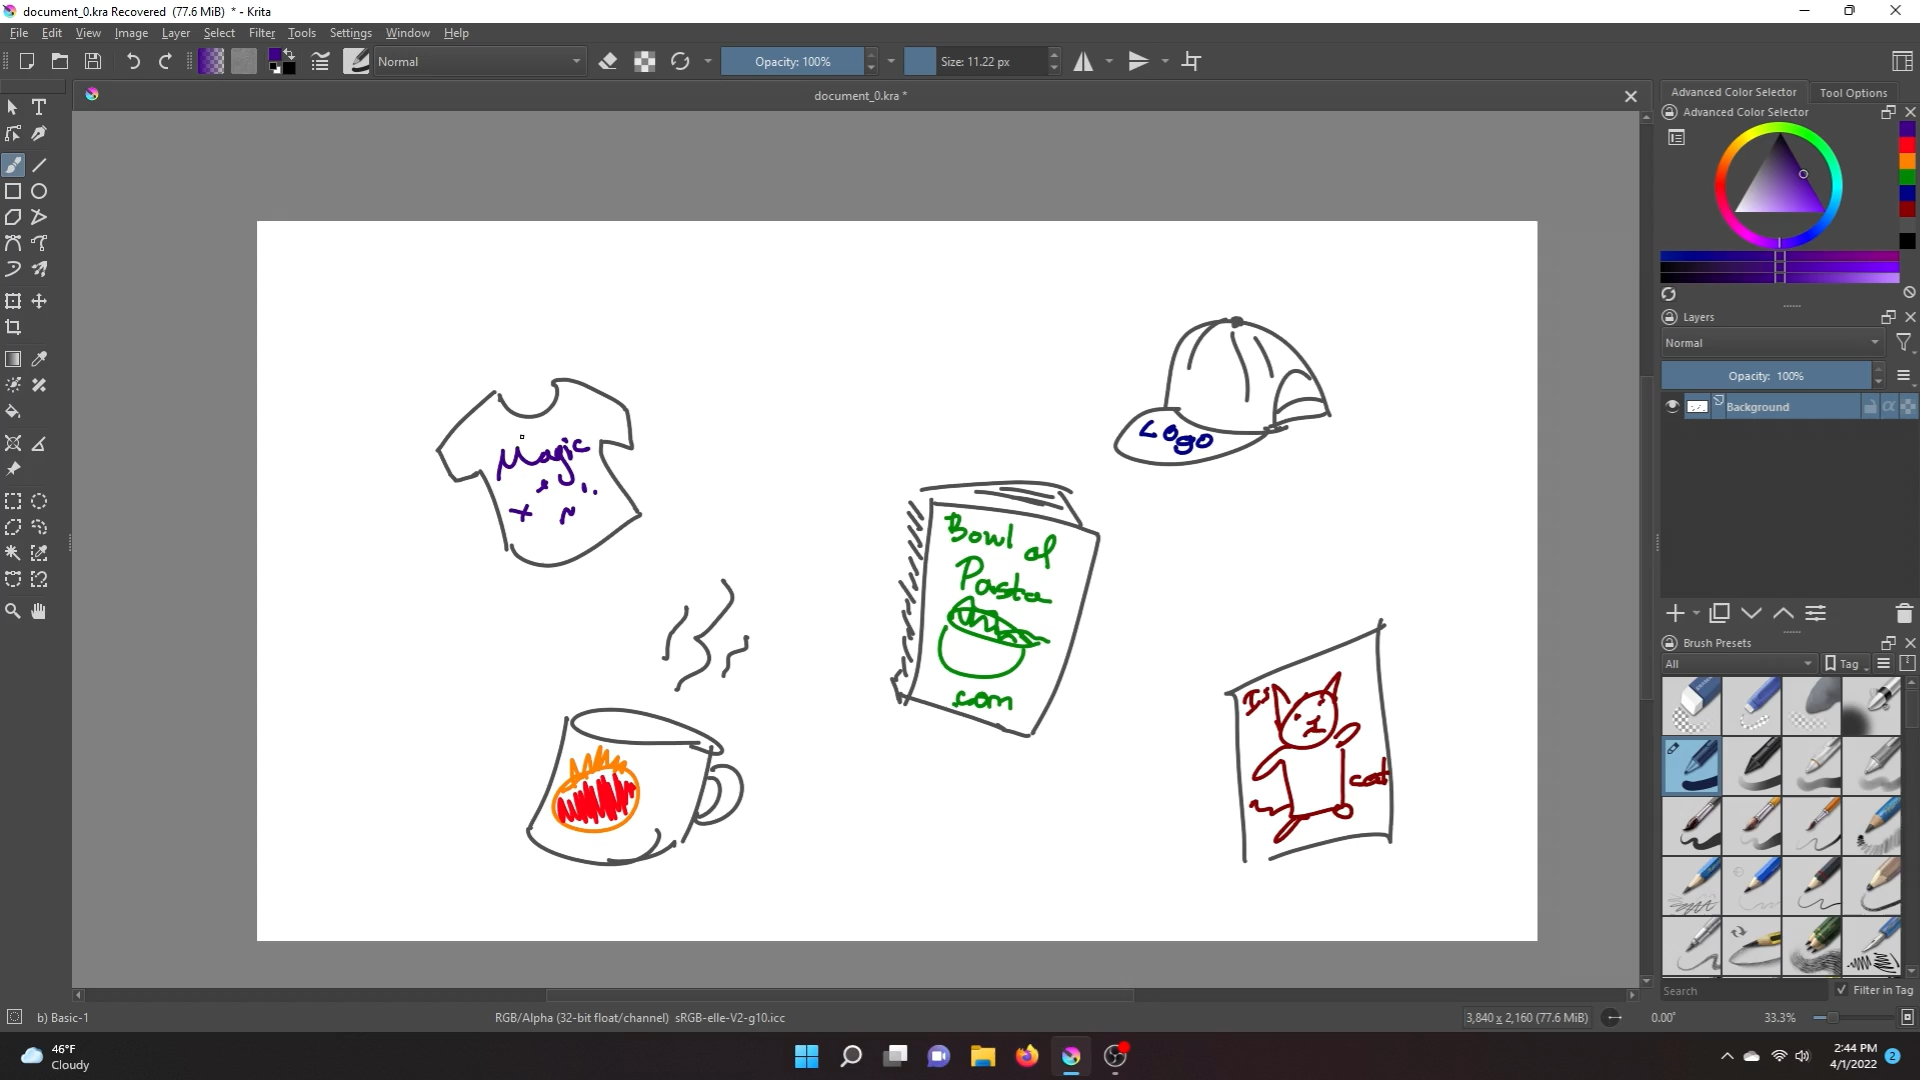 document_0.kra Recovered (77.6 MiB) * - Krita
File Edit View Image Layer Select Filter Tools Settings Window Help
Normal
Opacity: 100%
Size: 11.22 px
document_0.kra *
Advanced Color Selector
Tool Options
Advanced Color Selector
Layers
Normal
Opacity: 100%
Background
Brush Presets
All
Tag
Search
Filter in Tag
Logo
Magic
Bowl of
Pasta
.com
cat
b) Basic-1
RGB/Alpha (32-bit float/channel) sRGB-elle-V2-g10.icc
3,840 x 2,160 (77.6 MiB)
0.00°
33.3%
46°F
Cloudy
2:44 PM
4/1/2022
2